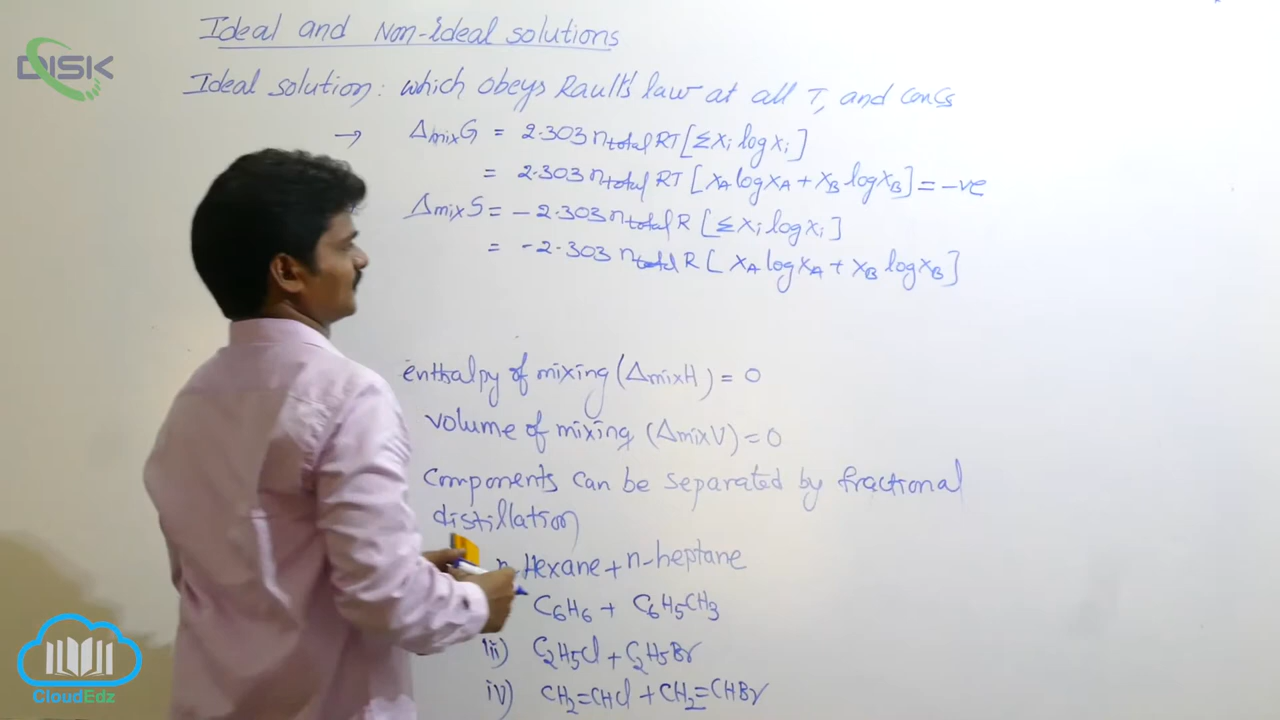 Ideal and Non-ideal solutions
DISK
Ideal solution: which obeys Rault's law at all T, and concs
→ ΔmixG = 2.303 ntotal RT [Σxi log xi]
= 2.303 ntotal RT [xA log xA + xB log xB] = -ve
ΔmixS = -2.303 ntotal R [Σxi log xi]
= -2.303 ntotal R [xA log xA + xB log xB]
enthalpy of mixing (ΔmixH) = 0
volume of mixing (ΔmixV) = 0
Components can be separated by fractional
distillation
n-Hexane + n-heptane
C6H6 + C6H5CH3
iii) C2H5Cl + C2H5Br
iv) CH2=CHCl + CH2=CHBr
CloudEdz